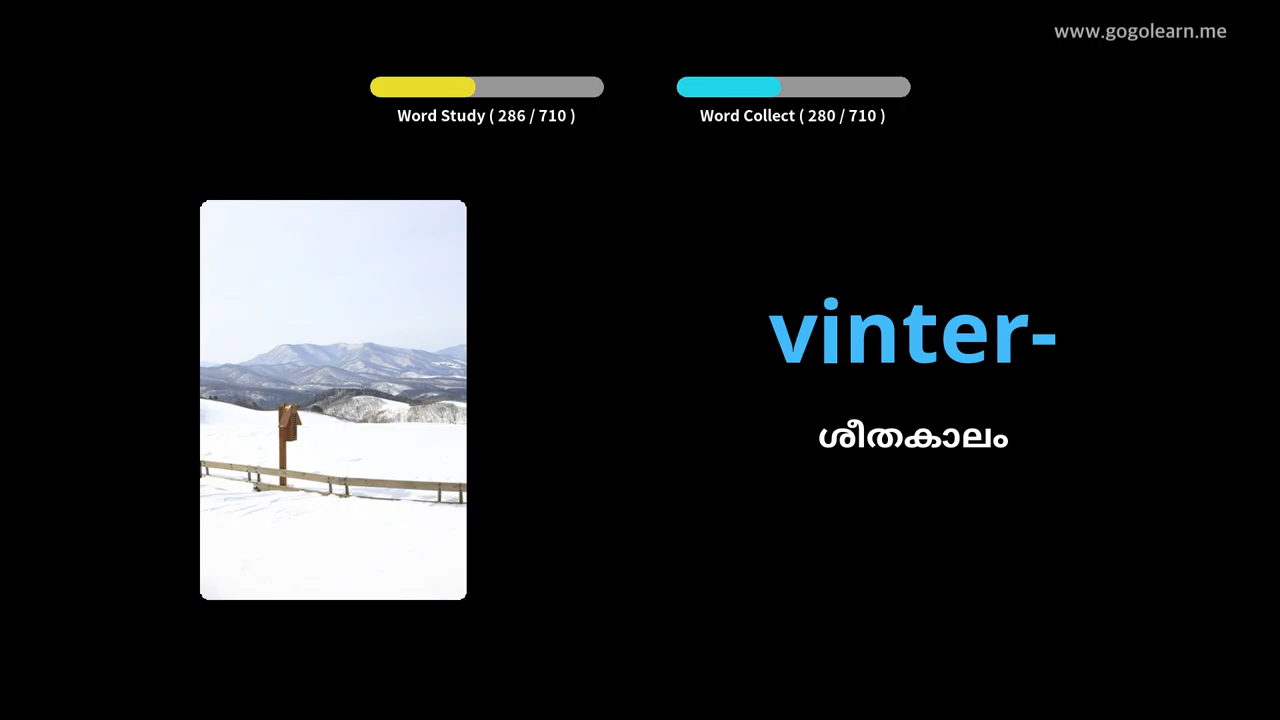 www.gogolearn.me
Word Study ( 286 / 710 )
Word Collect ( 280 / 710 )
vinter-
ശീതകാലം